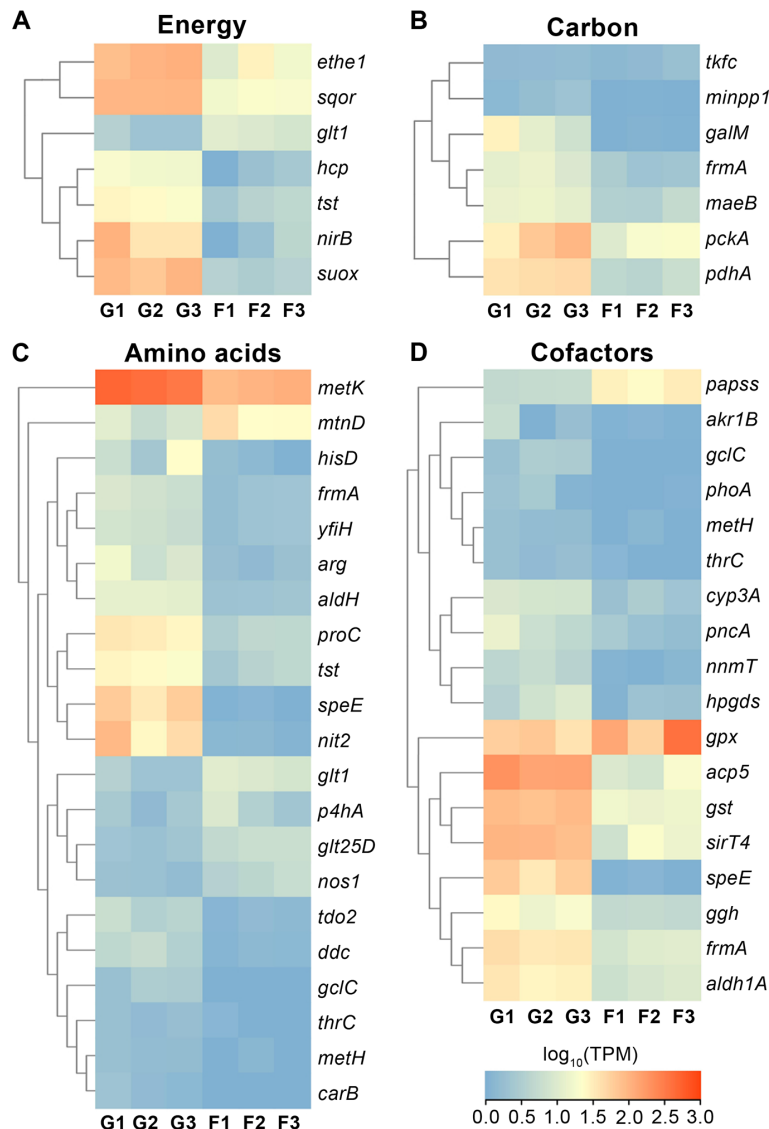 A
Energy
ethe1
sqor
glt1
hcp
tst
nirB
suox
G1 G2 G3 F1 F2 F3
B
Carbon
tkfc
minpp1
galM
frmA
maeB
pckA
pdhA
G1 G2 G3 F1 F2 F3
C
Amino acids
metK
mtnD
hisD
frmA
yfiH
arg
aldH
proC
tst
speE
nit2
glt1
p4hA
glt25D
nos1
tdo2
ddc
gclC
thrC
metH
carB
G1 G2 G3 F1 F2 F3
D
Cofactors
papss
akr1B
gclC
phoA
metH
thrC
cyp3A
pncA
nnmT
hpgds
gpx
acp5
gst
sirT4
speE
ggh
frmA
aldh1A
G1 G2 G3 F1 F2 F3
log10(TPM)
0.0 1.0 1.5 2.0 3.0